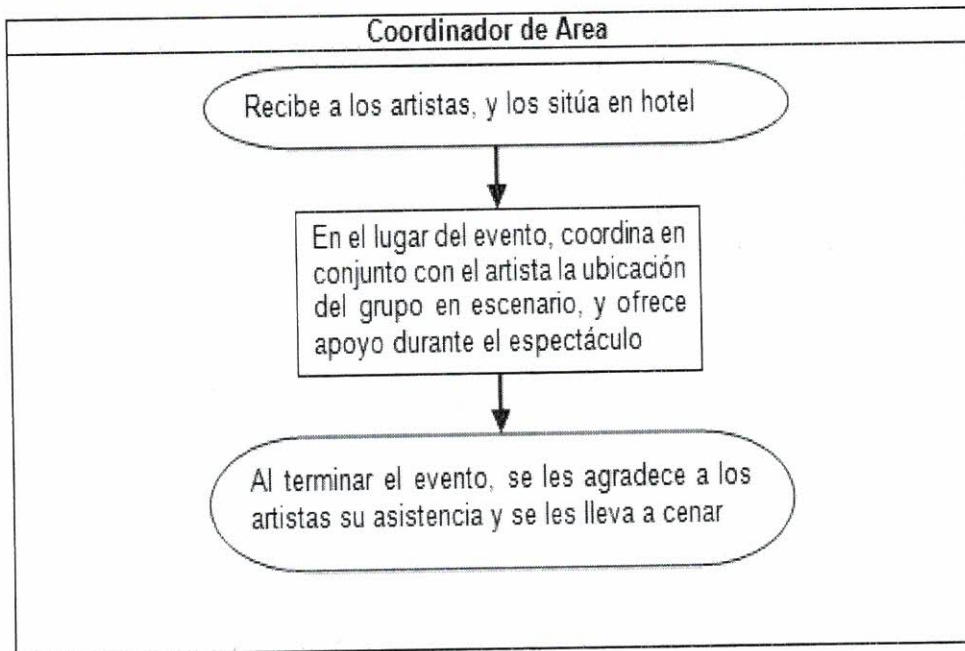 Coordinador de Area
Recibe a los artistas, y los sitúa en hotel
En el lugar del evento, coordina en
conjunto con el artista la ubicación
del grupo en escenario, y ofrece
apoyo durante el espectáculo
Al terminar el evento, se les agradece a los
artistas su asistencia y se les lleva a cenar